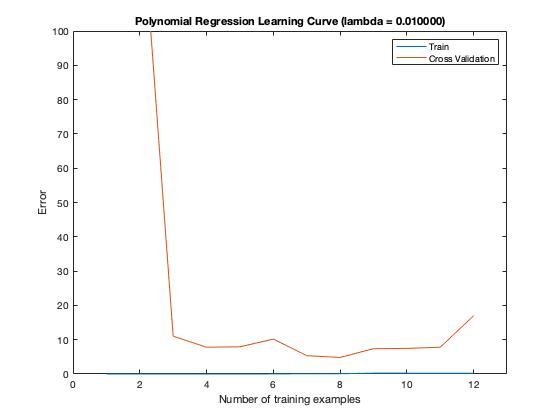 Polynomial Regression Learning Curve (lambda = 0.010000)
Train
Cross Validation
100
90
80
70
60
50
40
30
20
10
0
Error
0 2 4 6 8 10 12
Number of training examples